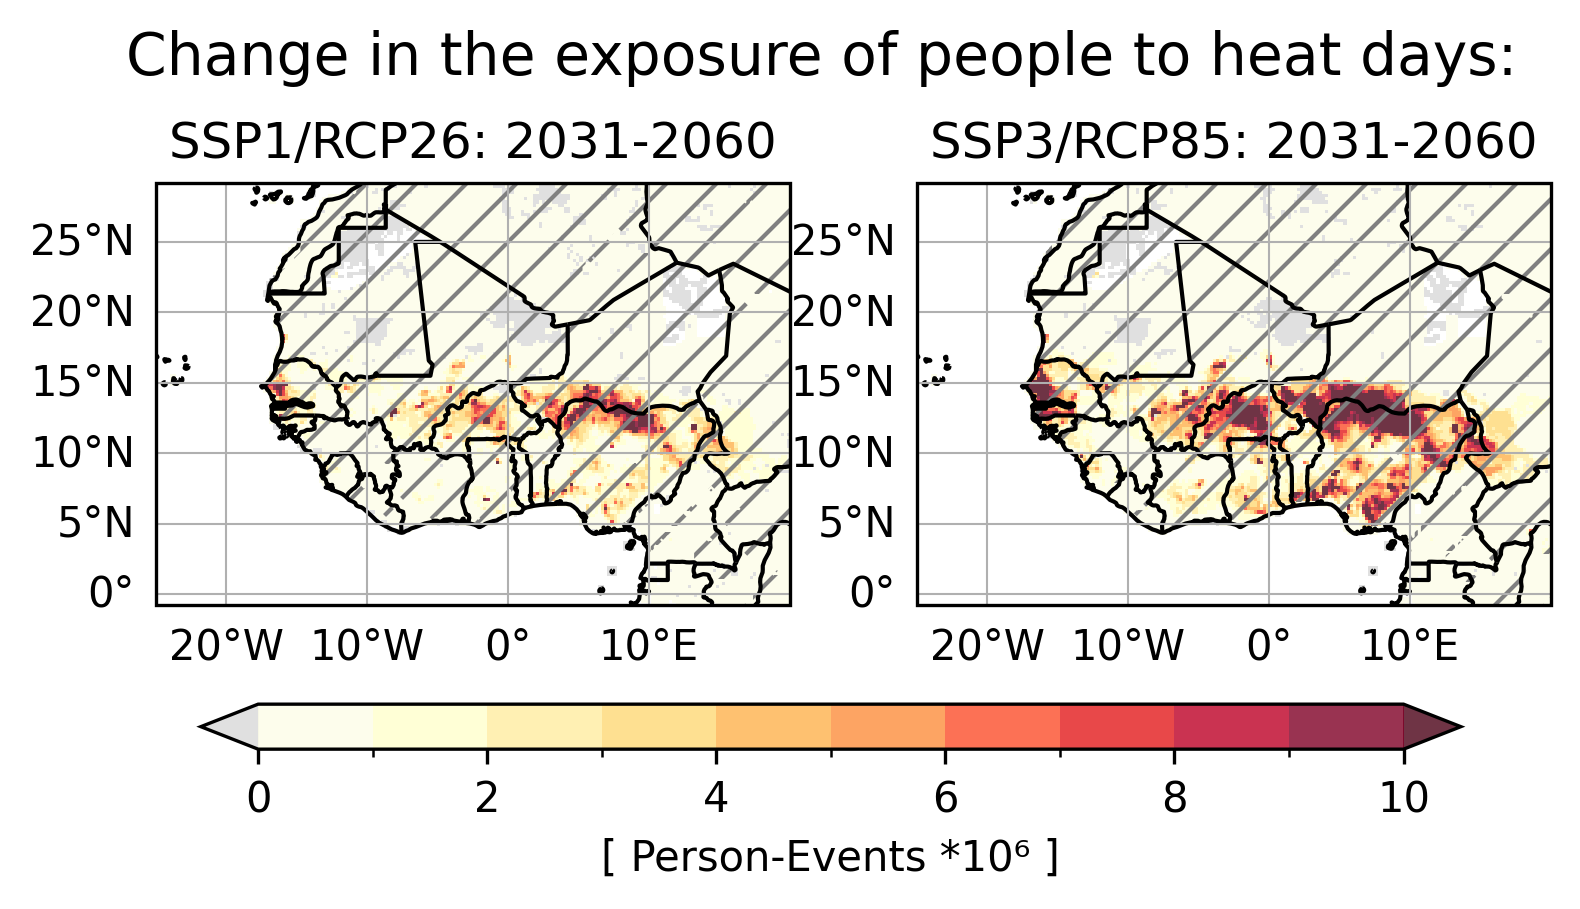 Change in the exposure of people to heat days:
SSP1/RCP26: 2031-2060 SSP3/RCP85: 2031-2060
25°N 25°N
20°N 20°N
15°N 15°N
10°N 10°N
5°N 5°N
0° 0°
20°W 10°W 0° 10°E 20°W 10°W 0° 10°E
0 2 4 6 8 10
[ Person-Events *10⁶ ]